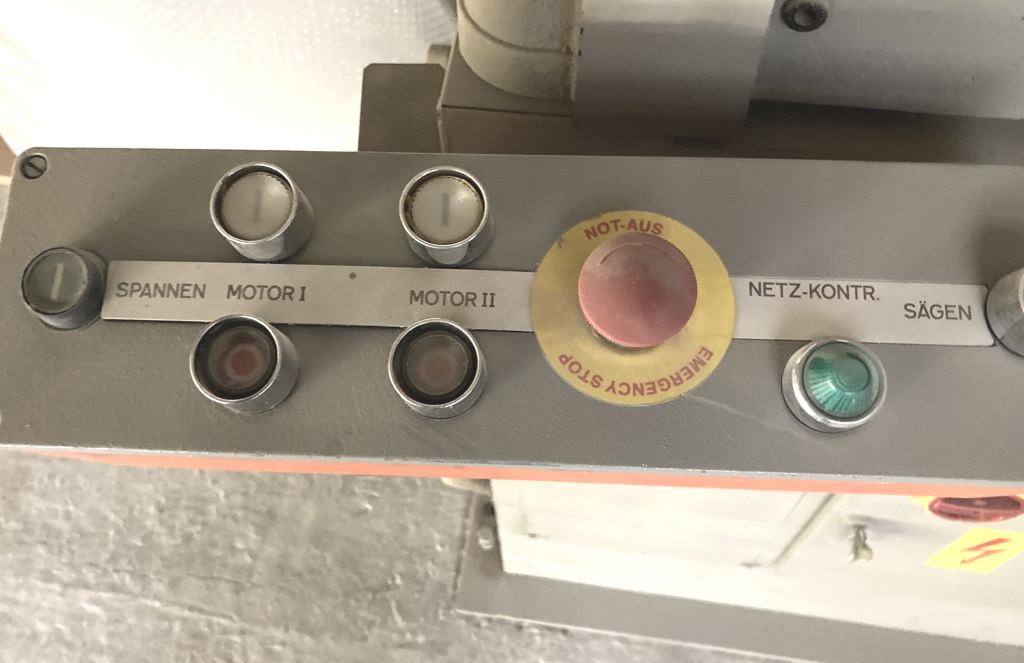 SPANNEN
MOTOR I
MOTOR II
NOT-AUS
EMERGENCY STOP
NETZ-KONTR.
SÄGEN